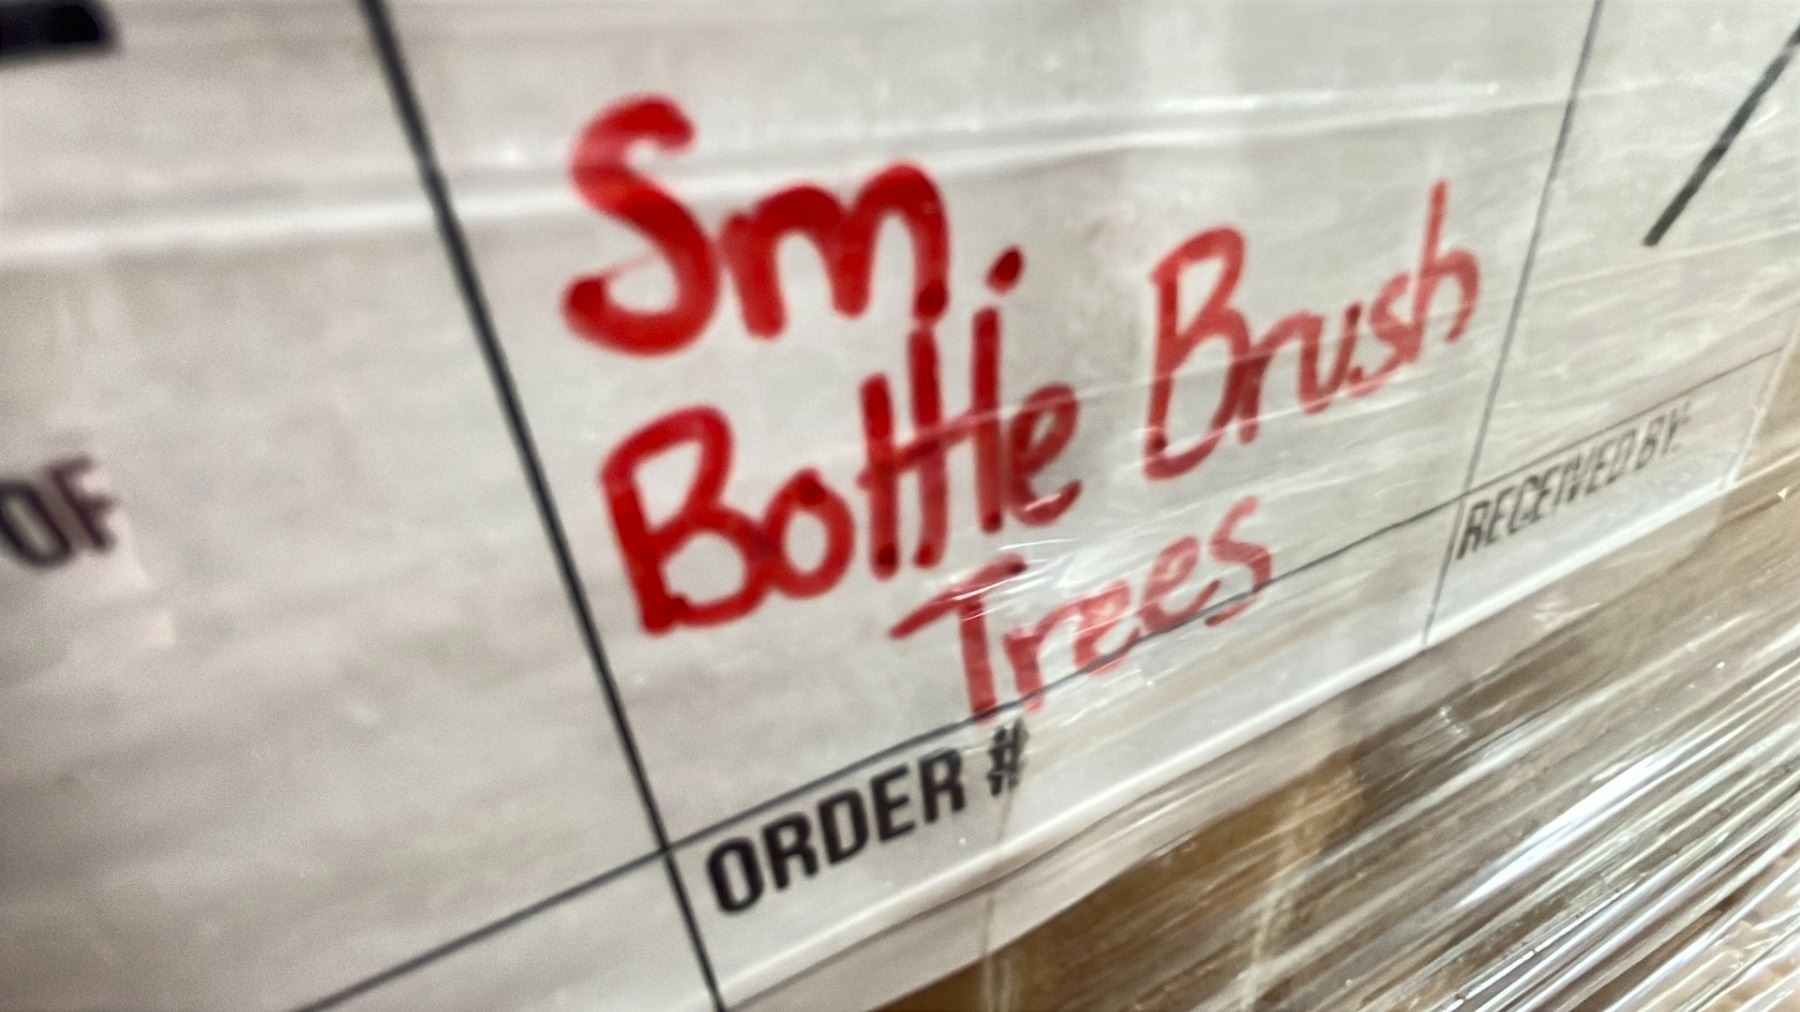 Sm.
Bottle Brush
Trees
OF
ORDER #
RECEIVED BY: